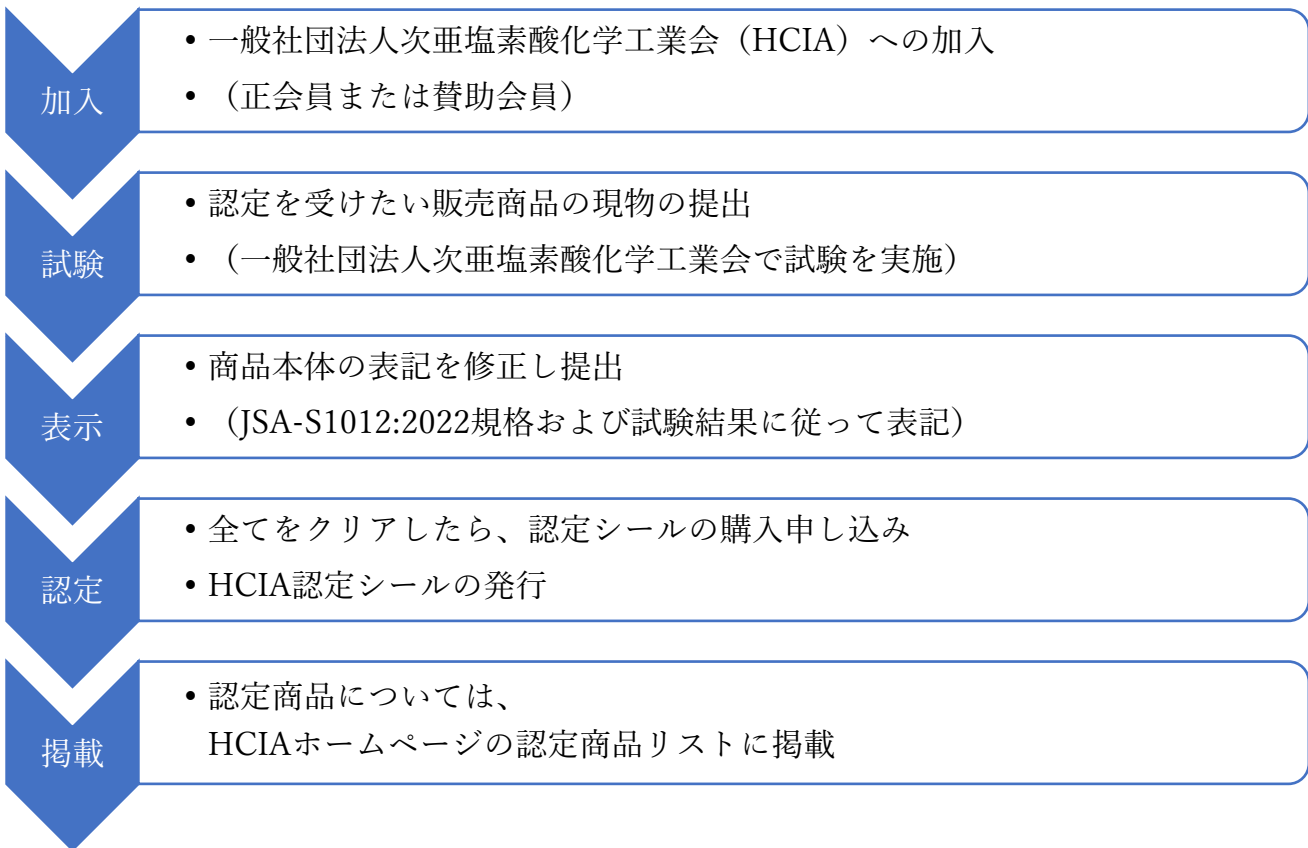 加入
• 一般社団法人次亜塩素酸化学工業会（HCIA）への加入
• （正会員または賛助会員）
試験
• 認定を受けたい販売商品の現物の提出
• （一般社団法人次亜塩素酸化学工業会で試験を実施）
表示
• 商品本体の表記を修正し提出
• （JSA-S1012:2022規格および試験結果に従って表記）
認定
• 全てをクリアしたら、認定シールの購入申し込み
• HCIA認定シールの発行
掲載
• 認定商品については、
HCIAホームページの認定商品リストに掲載